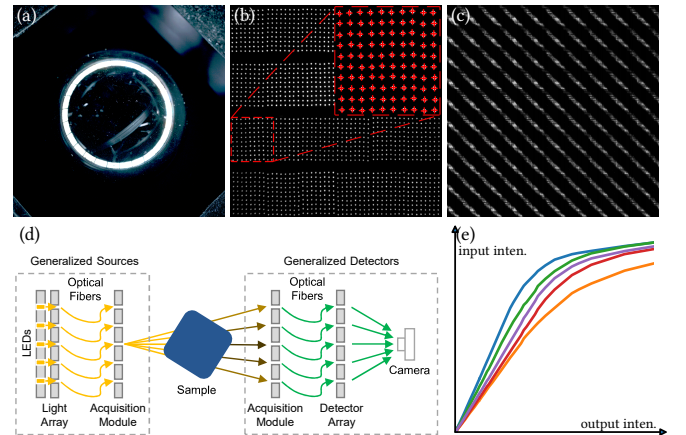 (a)
(b)
(c)
(d)
Generalized Sources
Generalized Detectors
Optical
Fibers
Optical
Fibers
LEDs
Sample
Camera
Light
Array
Acquisition
Module
Acquisition
Module
Detector
Array
(e)
input inten.
output inten.